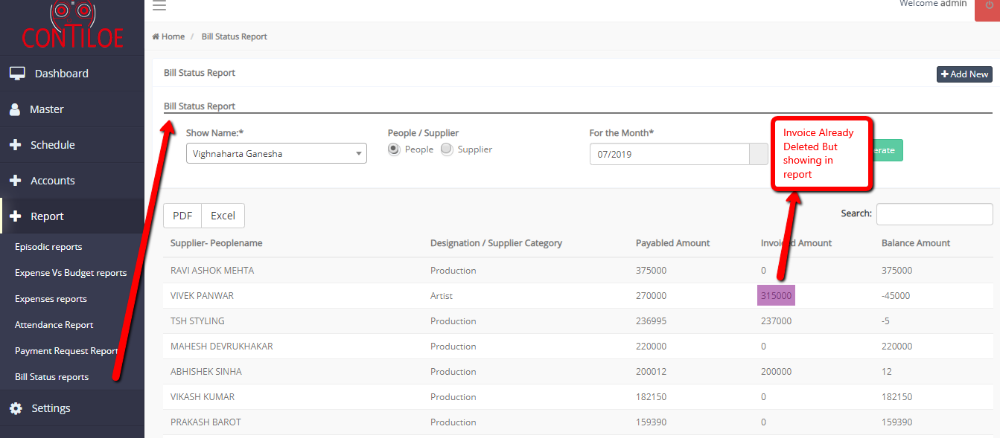 CONTILOE
Welcome admin
Home / Bill Status Report
Dashboard
Master
Schedule
Accounts
Report
Episodic reports
Expense Vs Budget reports
Expenses reports
Attendance Report
Payment Request Report
Bill Status reports
Settings
Bill Status Report
Add New
Bill Status Report
Show Name:*
Vighnaharta Ganesha
People / Supplier
People Supplier
For the Month*
07/2019
Invoice Already
Deleted But
showing in
report
erate
PDF Excel
Search:
Supplier- Peoplename Designation / Supplier Category Payabled Amount Invoiced Amount Balance Amount
RAVI ASHOK MEHTA Production 375000 0 375000
VIVEK PANWAR Artist 270000 315000 -45000
TSH STYLING Production 236995 237000 -5
MAHESH DEVRUKHAKAR Production 220000 0 220000
ABHISHEK SINHA Production 200012 200000 12
VIKASH KUMAR Production 182150 0 182150
PRAKASH BAROT Production 159390 0 159390